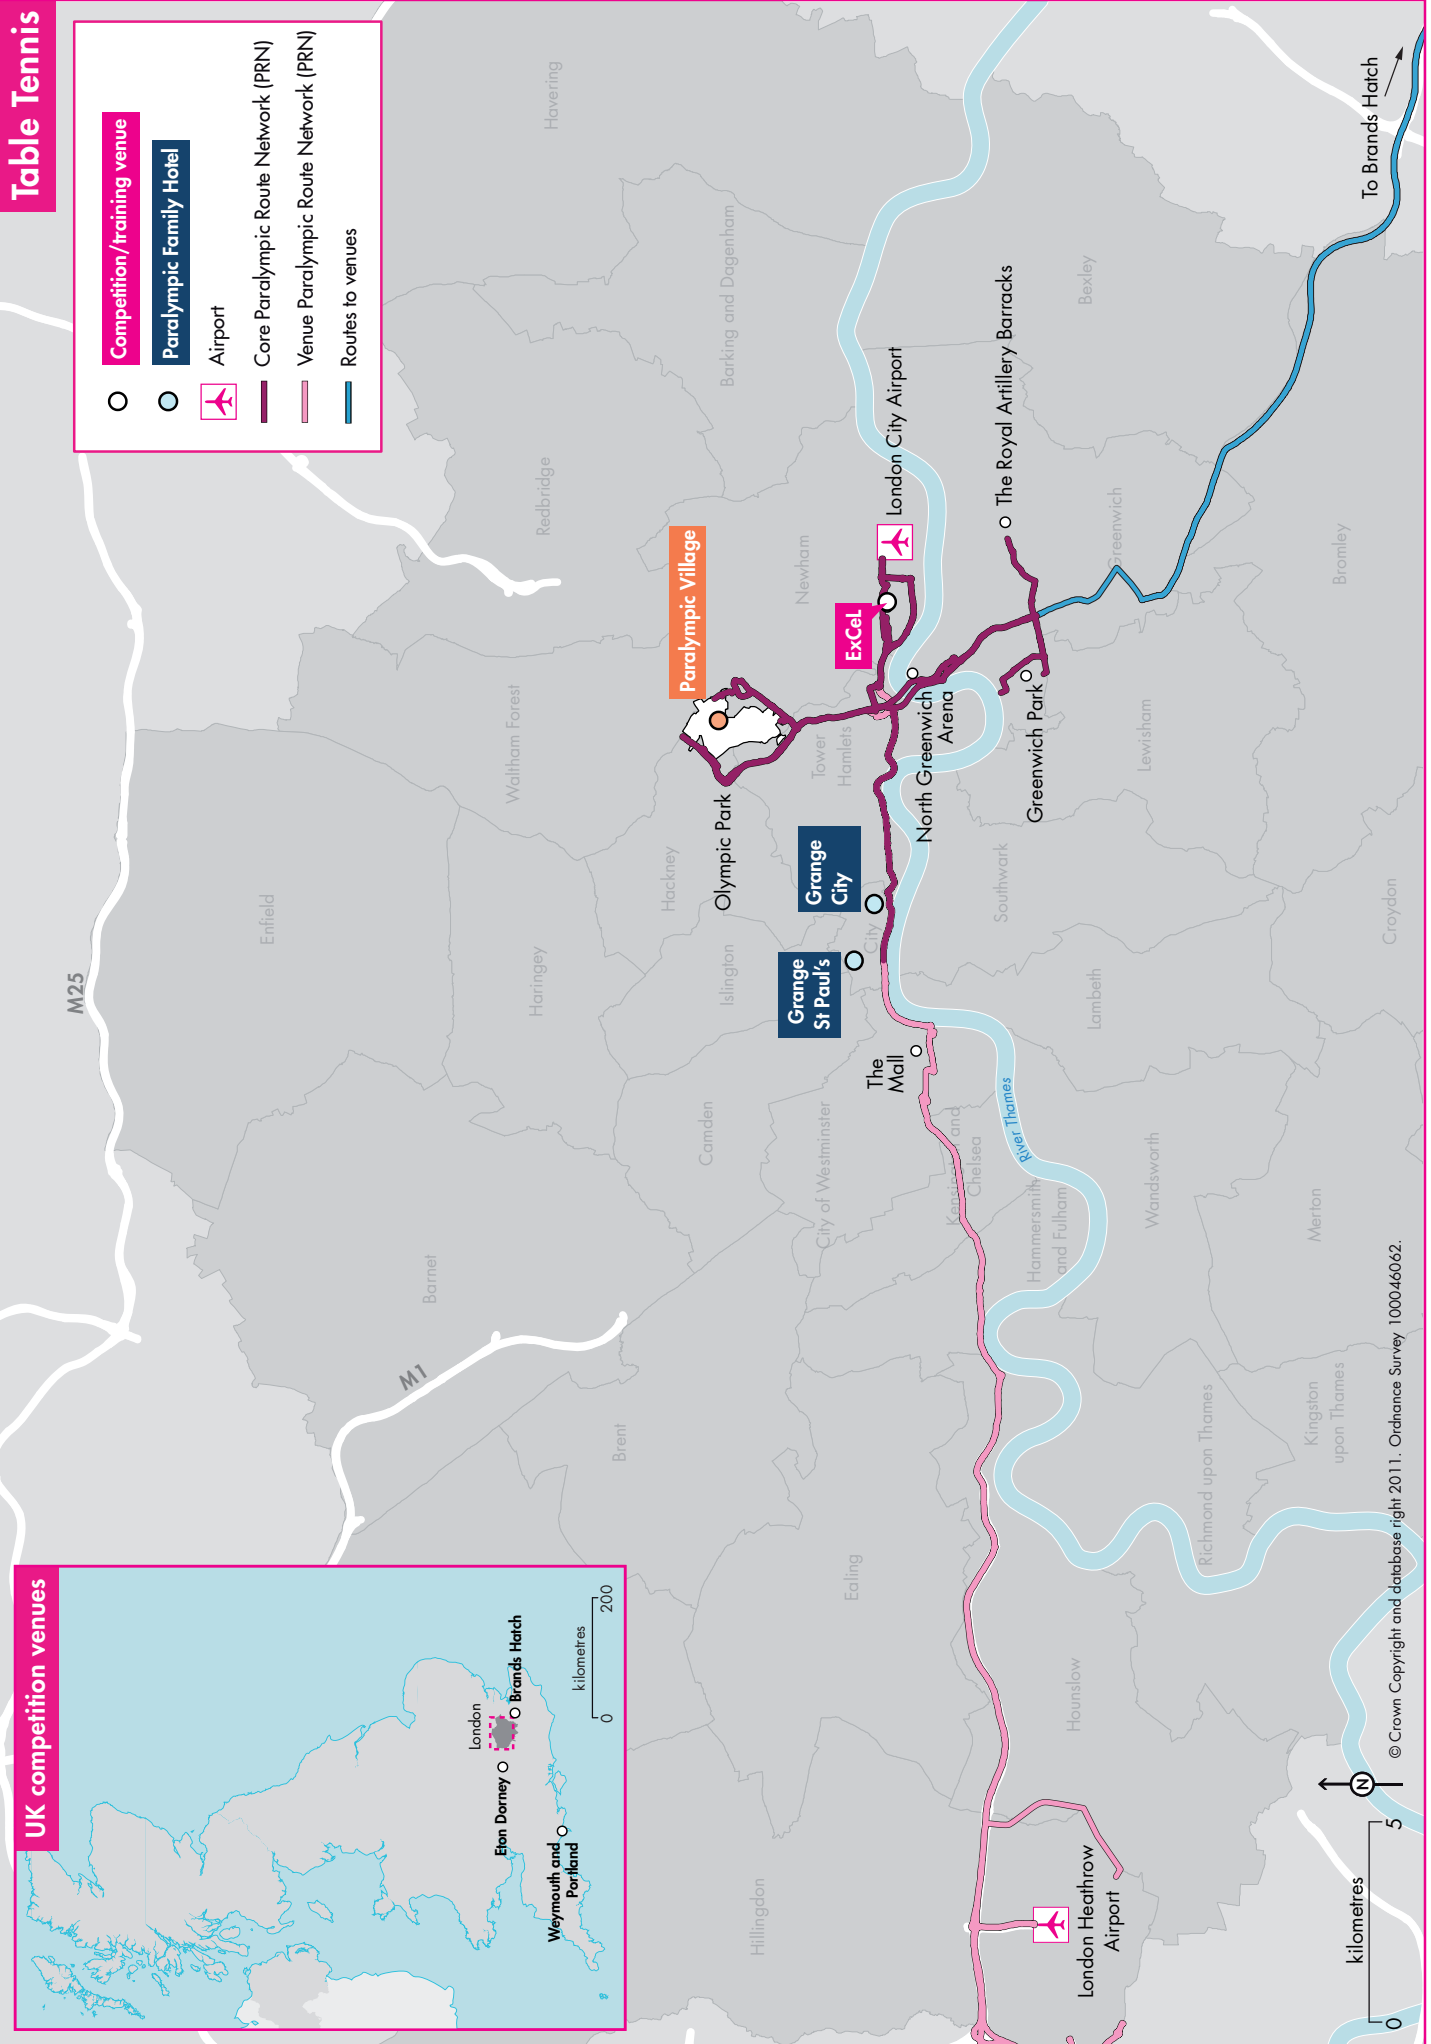 Table Tennis
UK competition venues
London
Eton Dorney
Brands Hatch
Weymouth and
Portland
kilometres
0
200
Competition/training venue
Paralympic Family Hotel
Airport
Core Paralympic Route Network (PRN)
Venue Paralympic Route Network (PRN)
Routes to venues
M25
M1
Enfield
Barnet
Haringey
Waltham Forest
Redbridge
Havering
Brent
Camden
Islington
Hackney
Barking and Dagenham
Newham
Tower
Hamlets
City
City of Westminster
Kensington and
Chelsea
Hammersmith
and Fulham
Ealing
Hillingdon
Hounslow
Richmond upon Thames
Kingston
upon Thames
Wandsworth
Merton
Lambeth
Southwark
Lewisham
Greenwich
Bexley
Bromley
Croydon
Paralympic Village
Olympic Park
ExCeL
Grange
City
Grange
St Paul's
The
Mall
River Thames
North Greenwich
Arena
Greenwich Park
London City Airport
The Royal Artillery Barracks
To Brands Hatch
London Heathrow
Airport
kilometres
0
5
N
© Crown Copyright and database right 2011. Ordnance Survey 100046062.